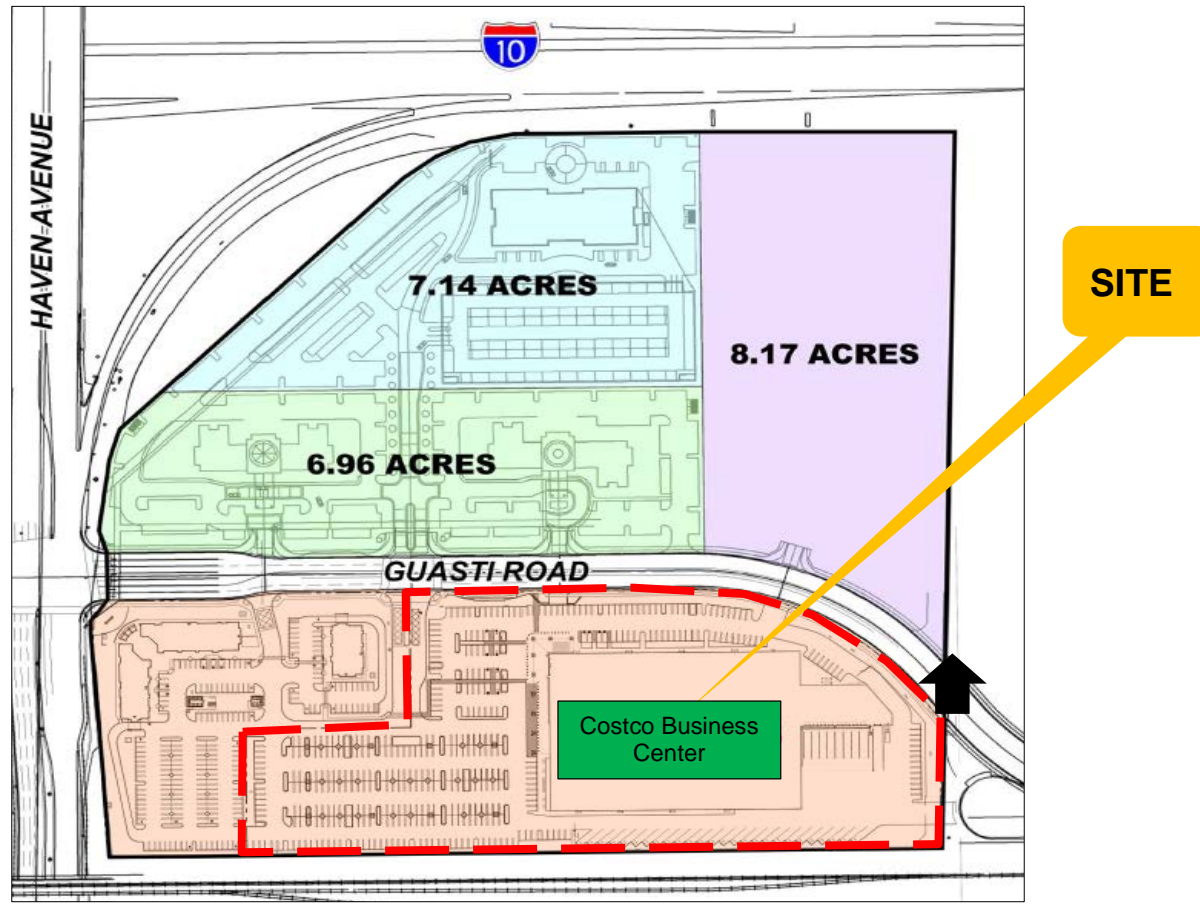 10
HAVEN AVENUE
SITE
7.14 ACRES
8.17 ACRES
6.96 ACRES
GUASTI ROAD
Costco Business
Center